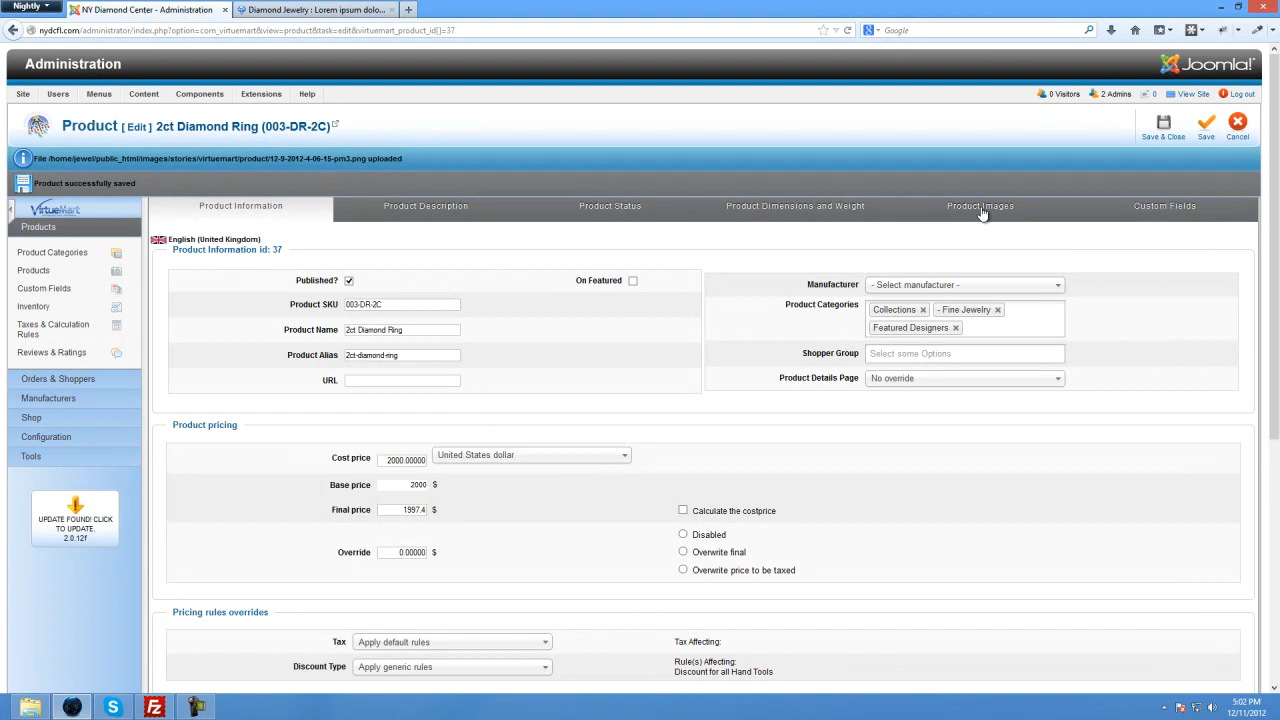 Nightly
NY Diamond Center - Administration
Diamond Jewelry : Lorem ipsum dolo...
nydcfl.com/administrator/index.php?option=com_virtuemart&view=product&task=edit&virtuemart_product_id[]=37
Google
Administration
Joomla!
Site Users Menus Content Components Extensions Help
0 Visitors 2 Admins 0 View Site Log out
Product [ Edit ] 2ct Diamond Ring (003-DR-2C)
Save & Close Save Cancel
File /home/jewel/public_html/images/stories/virtuemart/product/12-9-2012-4-06-15-pm3.png uploaded
Product successfully saved
VirtueMart
Products
Product Categories
Products
Custom Fields
Inventory
Taxes & Calculation
Rules
Reviews & Ratings
Orders & Shoppers
Manufacturers
Shop
Configuration
Tools
UPDATE FOUND! CLICK
TO UPDATE.
2.0.12f
Product Information Product Description Product Status Product Dimensions and Weight Product Images Custom Fields
English (United Kingdom)
Product Information id: 37
Published? On Featured
Product SKU 003-DR-2C
Product Name 2ct Diamond Ring
Product Alias 2ct-diamond-ring
URL
Manufacturer - Select manufacturer -
Product Categories Collections - Fine Jewelry
Featured Designers
Shopper Group Select some Options
Product Details Page No override
Product pricing
Cost price 2000.00000 United States dollar
Base price 2000 $
Final price 1997.4 $ Calculate the costprice
Disabled
Override 0.00000 $ Overwrite final
Overwrite price to be taxed
Pricing rules overrides
Tax Apply default rules Tax Affecting:
Discount Type Apply generic rules Rule(s) Affecting:
Discount for all Hand Tools
5:02 PM
12/11/2012